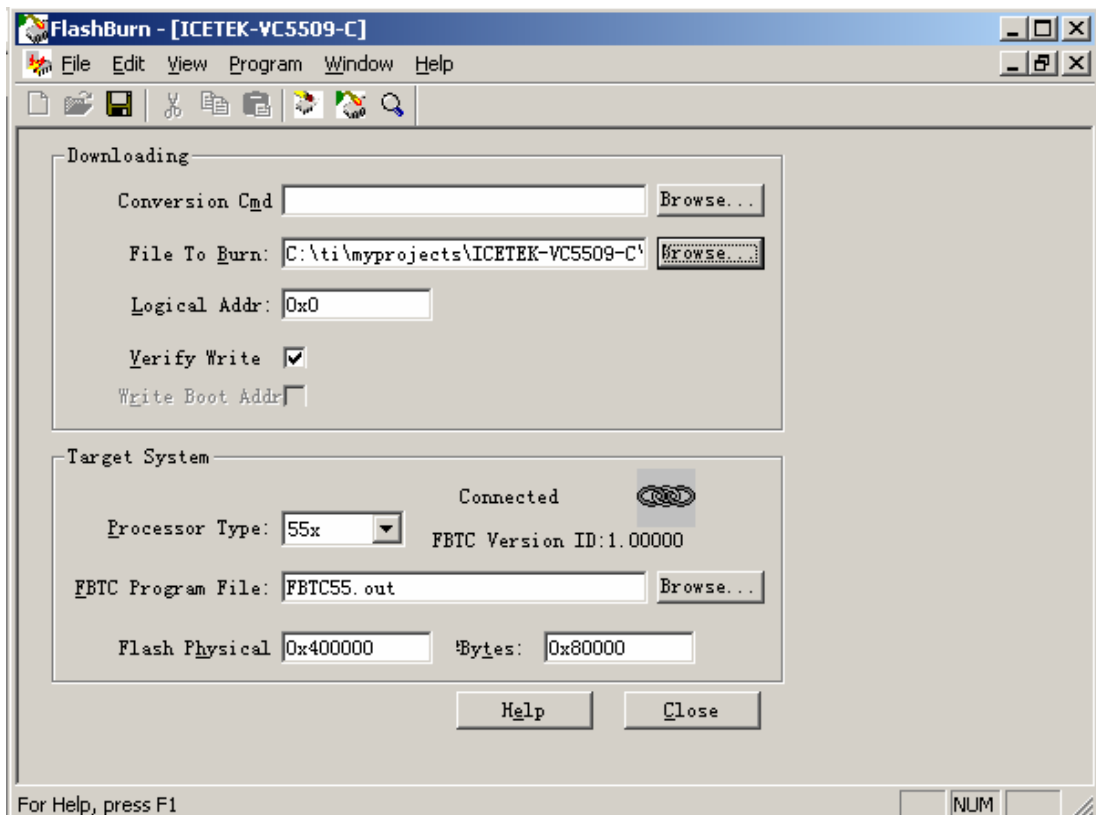 FlashBurn - [ICETEK-VC5509-C]
File Edit View Program Window Help
Downloading
Conversion Cmd Browse...
File To Burn: C:\ti\myprojects\ICETEK-VC5509-C\ Browse...
Logical Addr: 0x0
Verify Write
Write Boot Addr
Target System
Connected
Processor Type: 55x
FBTC Version ID:1.00000
FBTC Program File: FBTC55.out Browse...
Flash Physical 0x400000 Bytes: 0x80000
Help Close
For Help, press F1 NUM